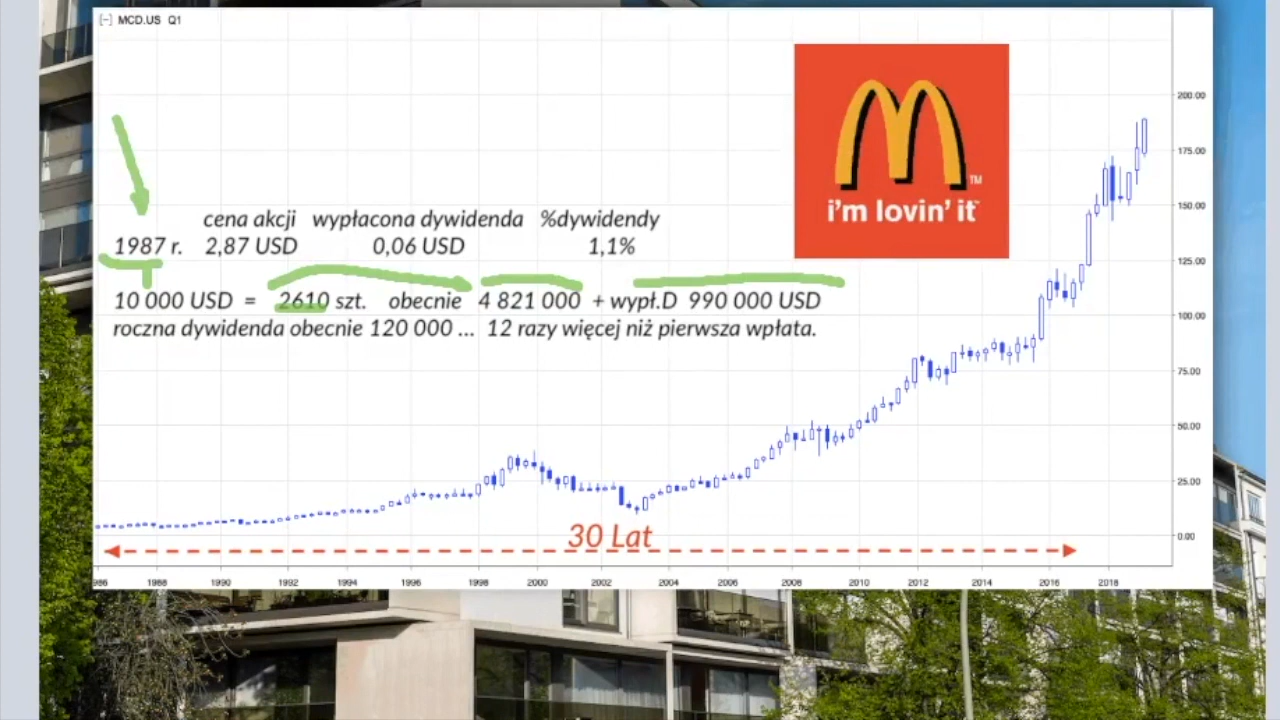 MCD.US Q1
200.00
175.00
150.00
125.00
100.00
75.00
50.00
25.00
0.00
TM
i'm lovin' it
cena akcji wypłacona dywidenda %dywidendy
1987 r. 2,87 USD 0,06 USD 1,1%
10 000 USD = 2610 szt. obecnie 4 821 000 + wypł.D 990 000 USD
roczna dywidenda obecnie 120 000 ... 12 razy więcej niż pierwsza wpłata.
30 Lat
986 1988 1990 1992 1994 1996 1998 2000 2002 2004 2006 2008 2010 2012 2014 2016 2018